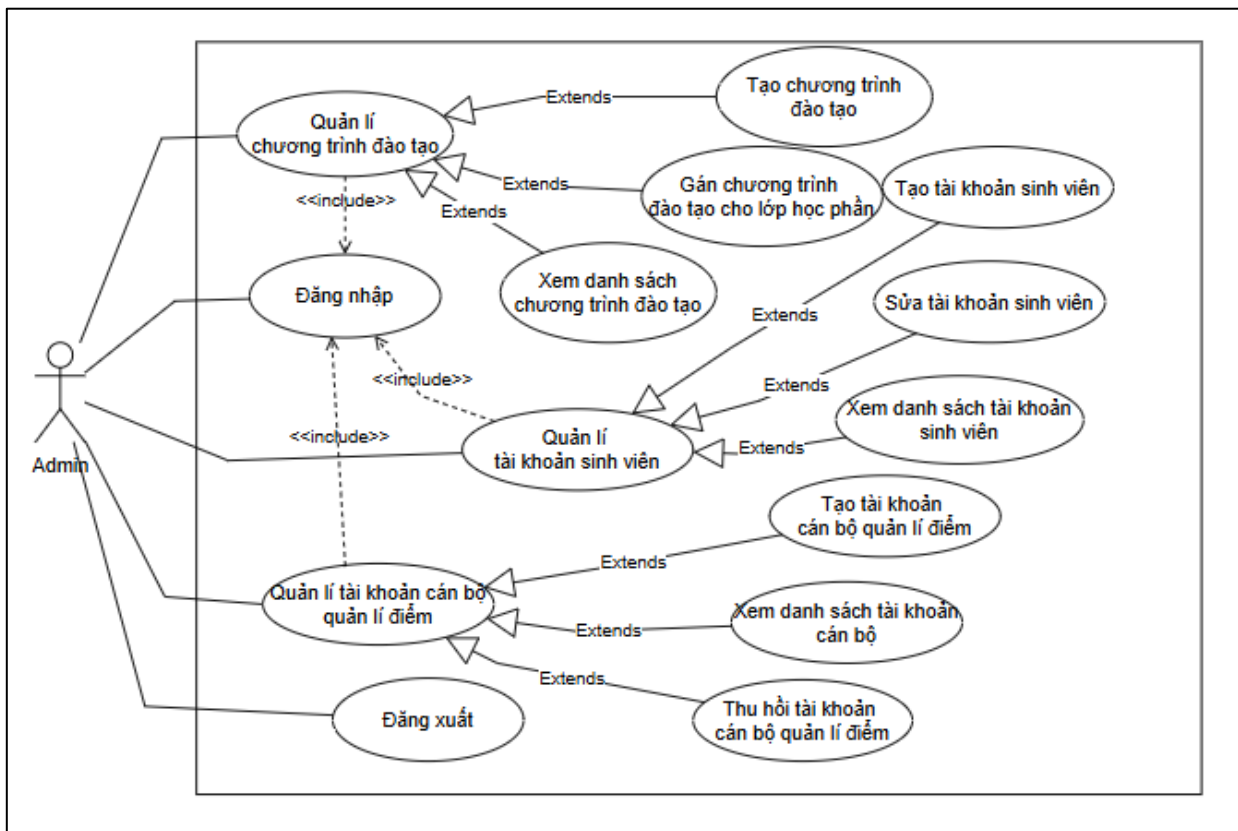 Tạo chương trình
đào tạo
Extends
Quản lí
chương trình đào tạo
Extends
Gán chương trình
đào tạo cho lớp học phần
Tạo tài khoản sinh viên
<<include>>
Extends
Xem danh sách
chương trình đào tạo
Đăng nhập
Sửa tài khoản sinh viên
Extends
<<include>>
Extends
Xem danh sách tài khoản
sinh viên
<<include>>
Quản lí
tài khoản sinh viên
Extends
Admin
Tạo tài khoản
cán bộ quản lí điểm
Extends
Quản lí tài khoản cán bộ
quản lí điểm
Xem danh sách tài khoản
cán bộ
Extends
Extends
Thu hồi tài khoản
cán bộ quản lí điểm
Đăng xuất